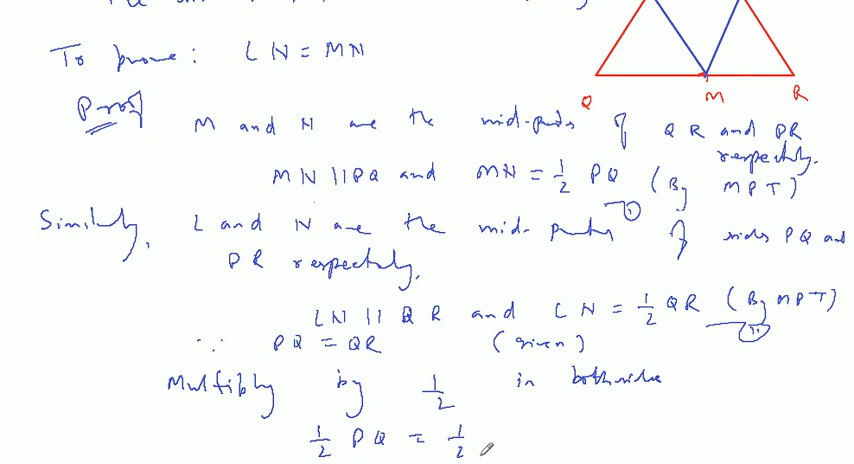 To prove: LN = MN
Q M R
Proof
M and N are the mid-points of QR and PR
respectively.
MN || PQ and MN = 1/2 PQ (By MPT)
Similarly, L and N are the mid-points of sides PQ and
PR respectively.
LN || QR and LN = 1/2 QR (By MPT)
∵ PQ = QR (given)
Multiply by 1/2 in both side
1/2 PQ = 1/2